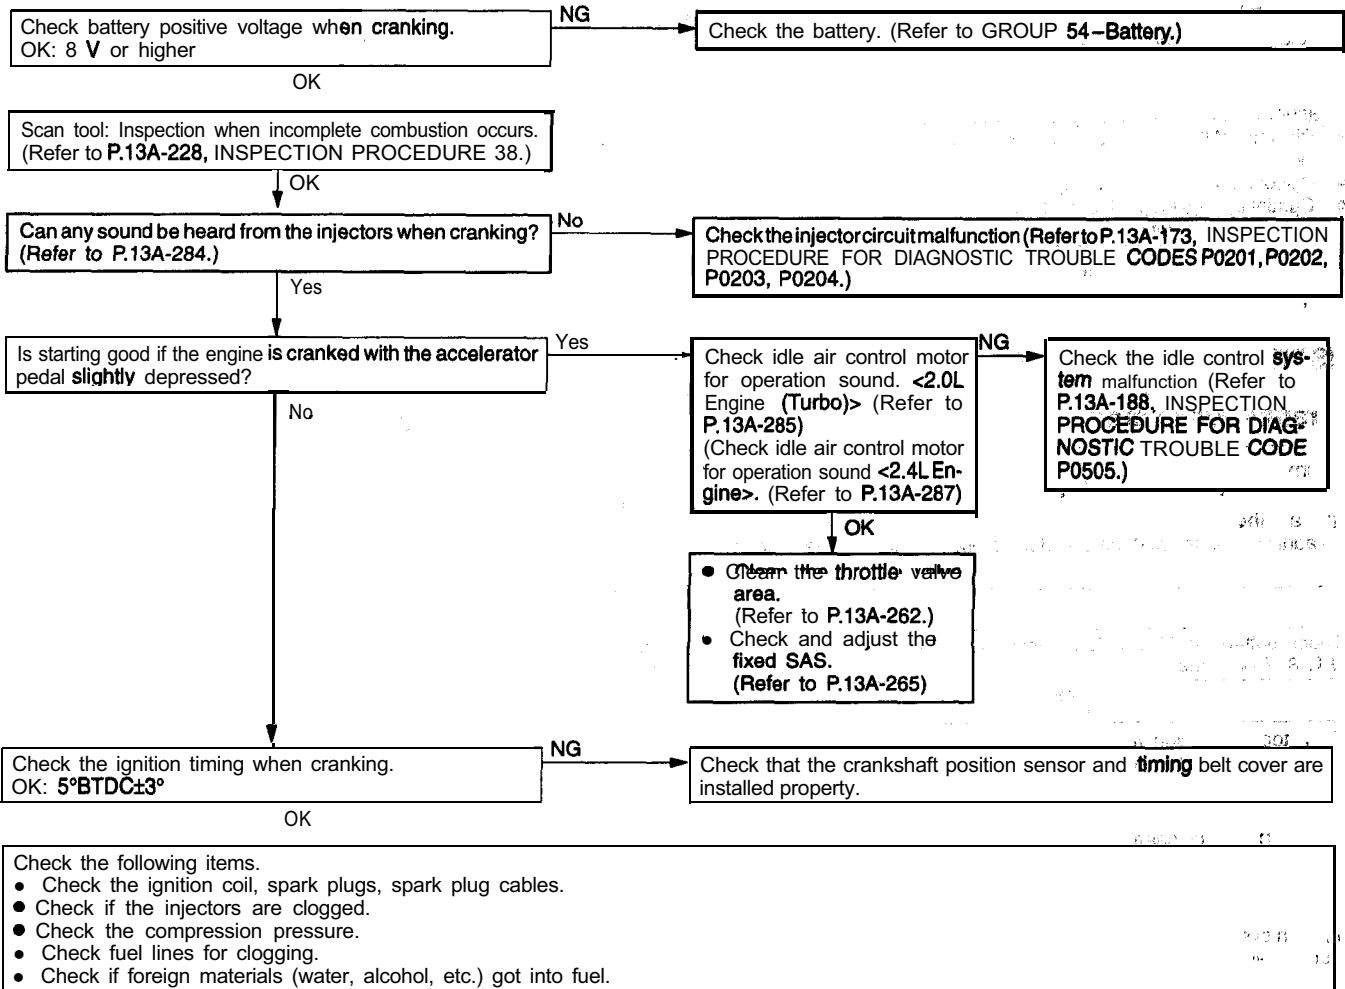 Check battery positive voltage when cranking.
OK: 8 V or higher
NG
Check the battery. (Refer to GROUP 54–Battery.)
OK
Scan tool: Inspection when incomplete combustion occurs.
(Refer to P.13A-228, INSPECTION PROCEDURE 38.)
OK
Can any sound be heard from the injectors when cranking?
(Refer to P.13A-284.)
No
Check the injector circuit malfunction (Refer to P.13A-173, INSPECTION
PROCEDURE FOR DIAGNOSTIC TROUBLE CODES P0201, P0202,
P0203, P0204.)
Yes
Is starting good if the engine is cranked with the accelerator
pedal slightly depressed?
Yes
Check idle air control motor
for operation sound. <2.0L
Engine (Turbo)> (Refer to
P.13A-285)
(Check idle air control motor
for operation sound <2.4L En-
gine>. (Refer to P.13A-287)
NG
Check the idle control sys-
tem malfunction (Refer to
P.13A-188, INSPECTION
PROCEDURE FOR DIAG-
NOSTIC TROUBLE CODE
P0505.)
No
OK
● Clean the throttle valve
area.
(Refer to P.13A-262.)
● Check and adjust the
fixed SAS.
(Refer to P.13A-265)
Check the ignition timing when cranking.
OK: 5°BTDC±3°
NG
Check that the crankshaft position sensor and timing belt cover are
installed property.
OK
Check the following items.
● Check the ignition coil, spark plugs, spark plug cables.
● Check if the injectors are clogged.
● Check the compression pressure.
● Check fuel lines for clogging.
● Check if foreign materials (water, alcohol, etc.) got into fuel.